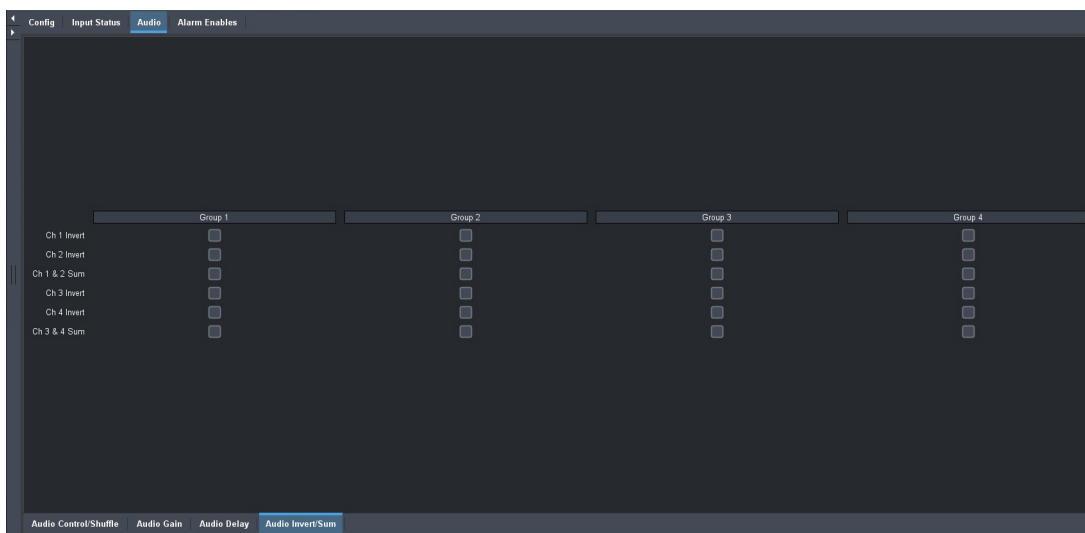 Config Input Status Audio Alarm Enables
Group 1 Group 2 Group 3 Group 4
Ch 1 Invert
Ch 2 Invert
Ch 1 & 2 Sum
Ch 3 Invert
Ch 4 Invert
Ch 3 & 4 Sum
Audio Control/Shuffle Audio Gain Audio Delay Audio Invert/Sum